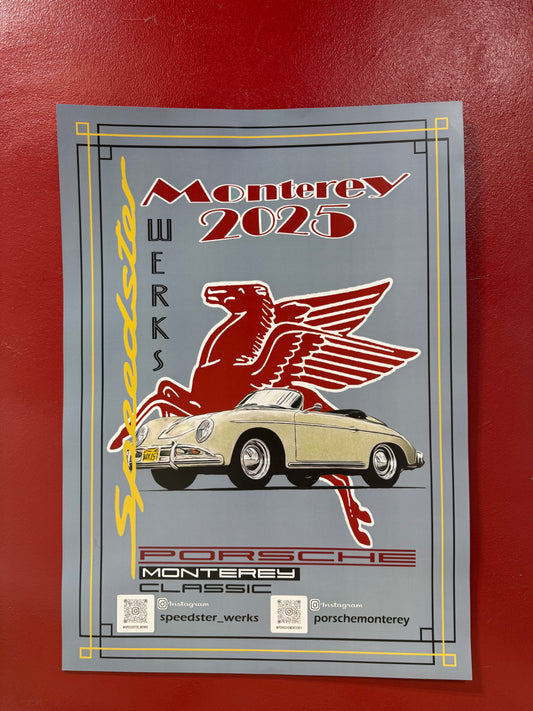 Monterey
2025
Speedster
WERKS
PORSCHE
MONTEREY
CLASSIC
Instagram
speedster_werks
Instagram
porschemonterey